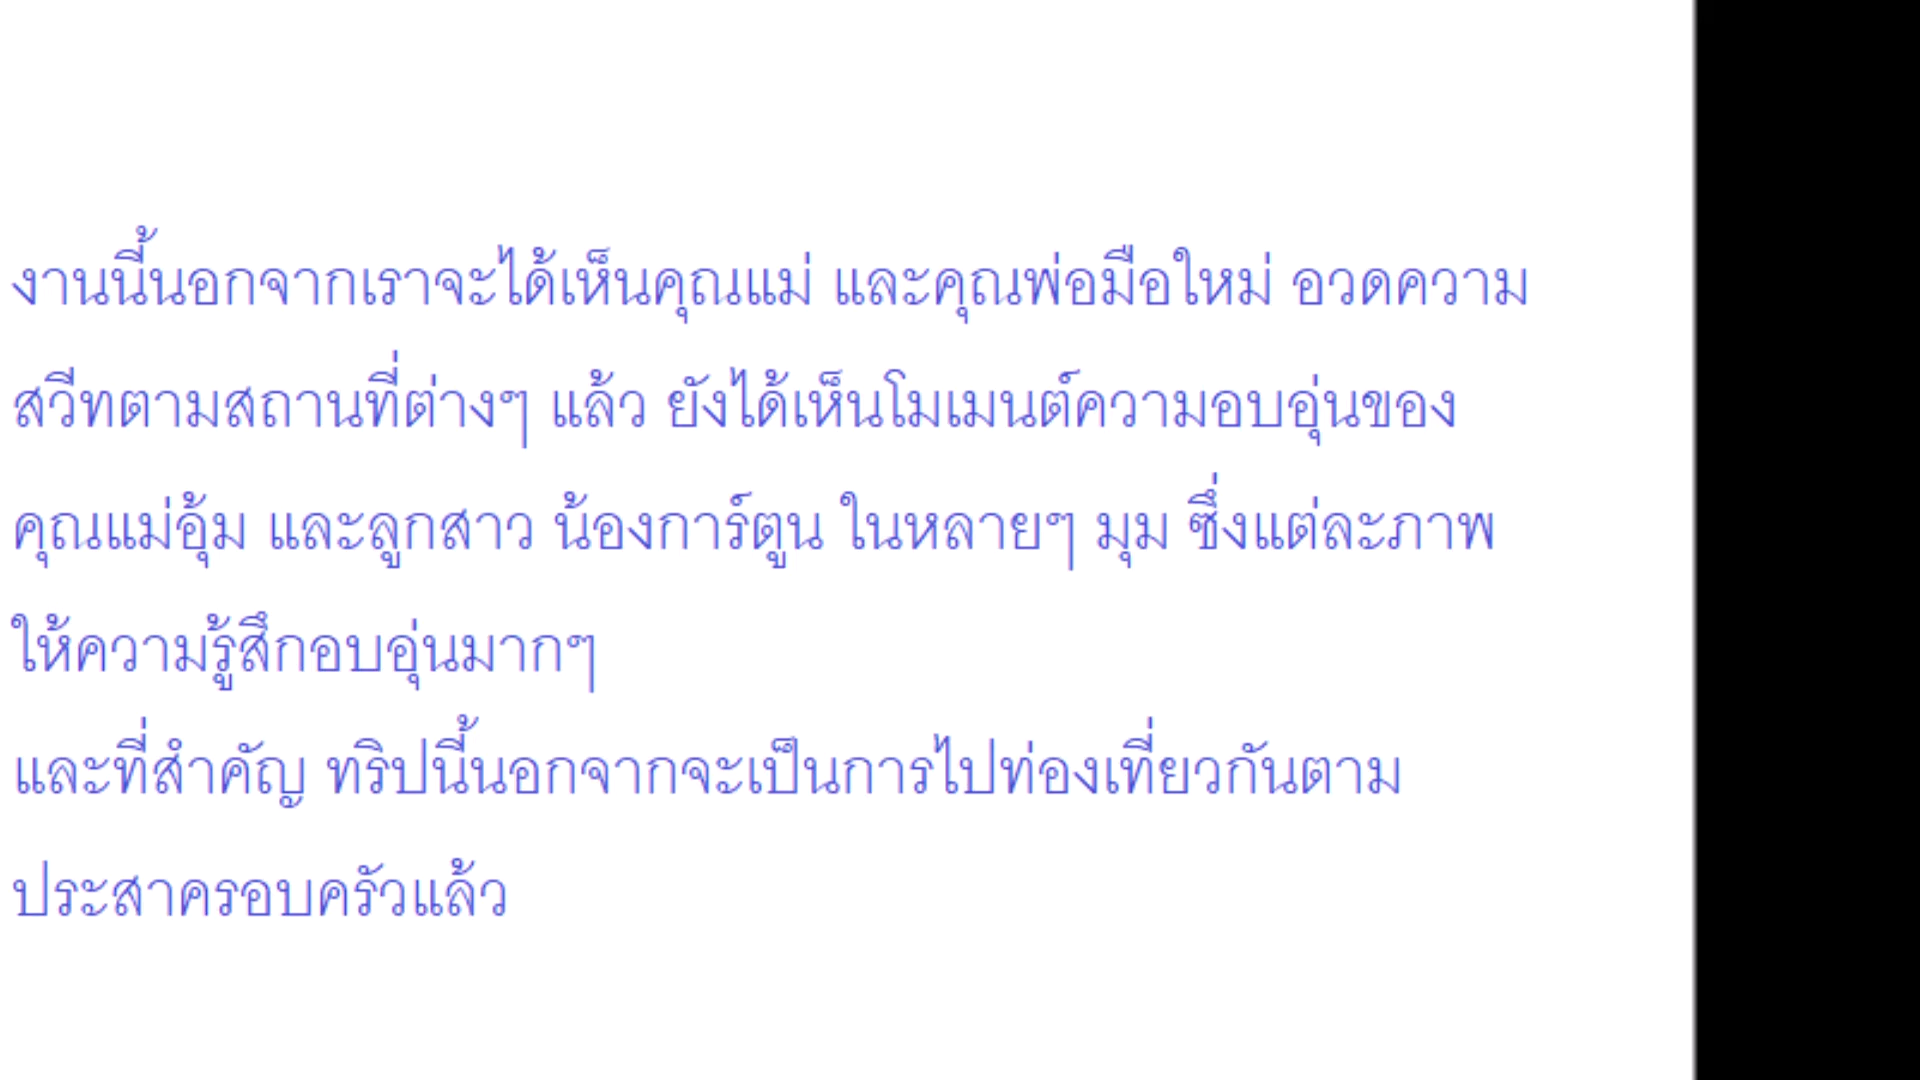 งานนี้นอกจากเราจะได้เห็นคุณแม่ และคุณพ่อมือใหม่ อวดความ
สวีทตามสถานที่ต่างๆ แล้ว ยังได้เห็นโมเมนต์ความอบอุ่นของ
คุณแม่อุ้ม และลูกสาว น้องการ์ตูน ในหลายๆ มุม ซึ่งแต่ละภาพ
ให้ความรู้สึกอบอุ่นมากๆ
และที่สำคัญ ทริปนี้นอกจากจะเป็นการไปท่องเที่ยวกันตาม
ประสาครอบครัวแล้ว